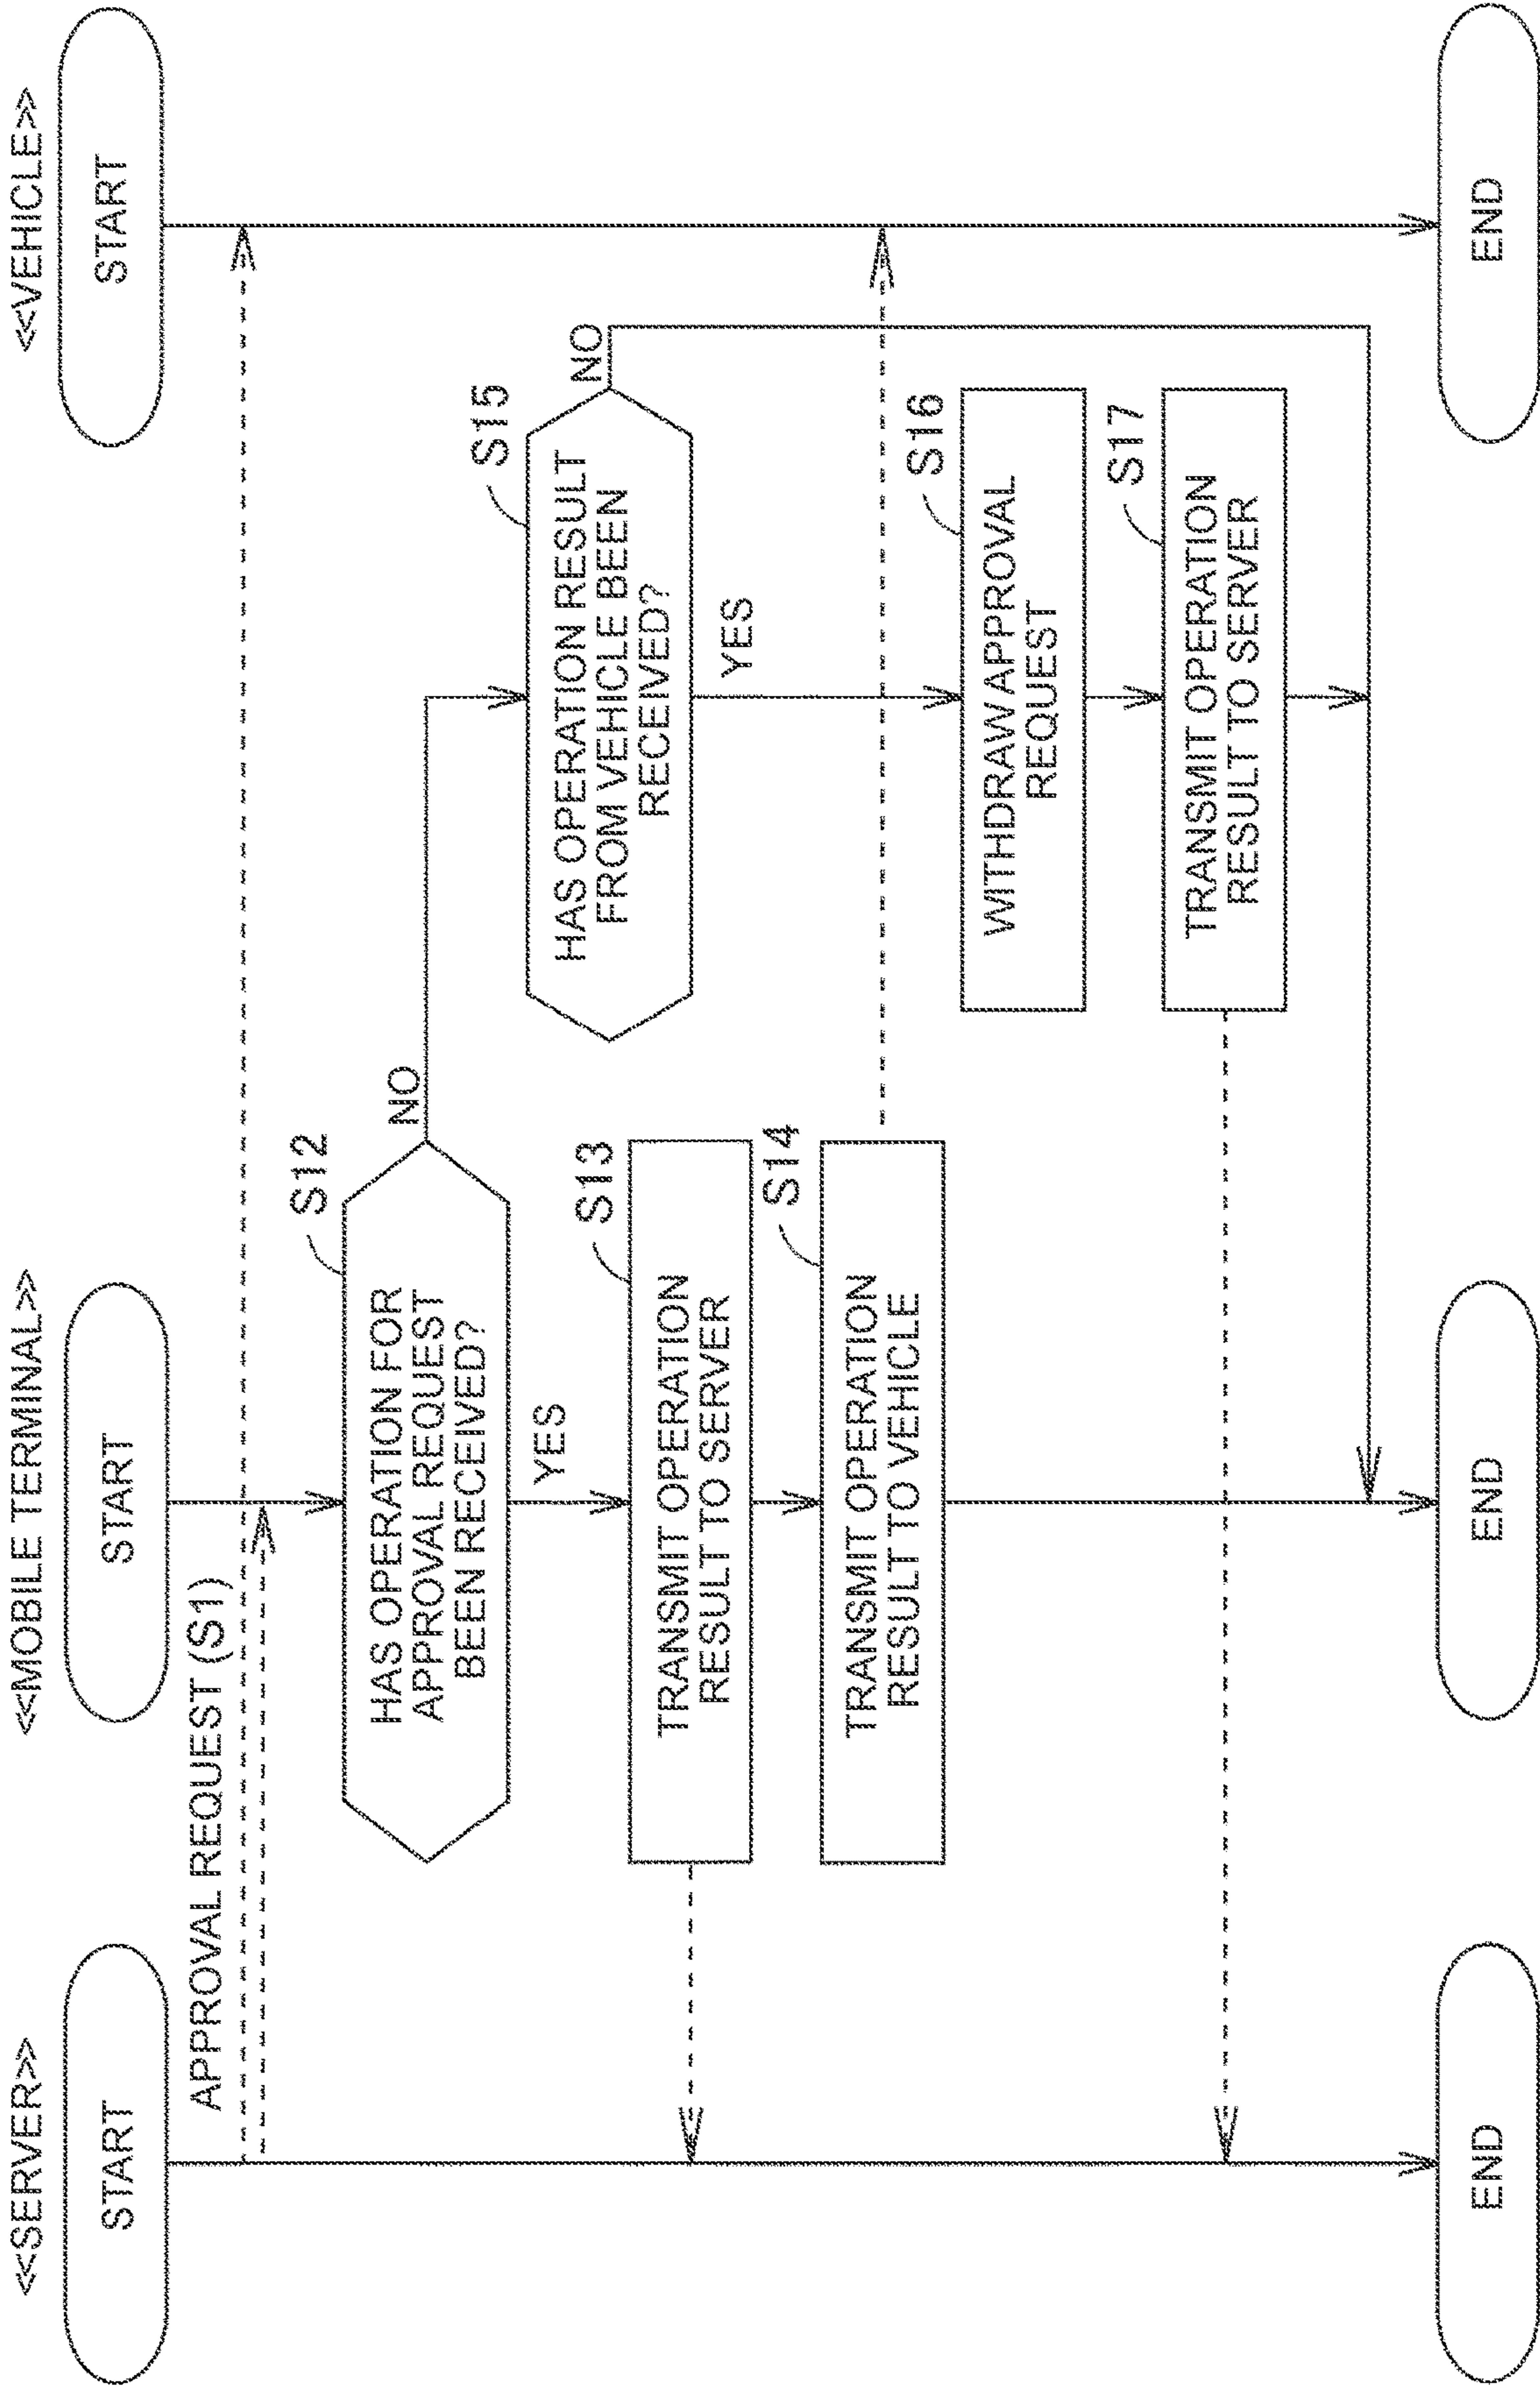 <<SERVER>>
<<MOBILE TERMINAL>>
<<VEHICLE>>
START
START
START
APPROVAL REQUEST (S1)
S12
HAS OPERATION FOR
APPROVAL REQUEST
BEEN RECEIVED?
NO
YES
S15
HAS OPERATION RESULT
FROM VEHICLE BEEN
RECEIVED?
NO
YES
S13
TRANSMIT OPERATION
RESULT TO SERVER
S14
TRANSMIT OPERATION
RESULT TO VEHICLE
S16
WITHDRAW APPROVAL
REQUEST
S17
TRANSMIT OPERATION
RESULT TO SERVER
END
END
END